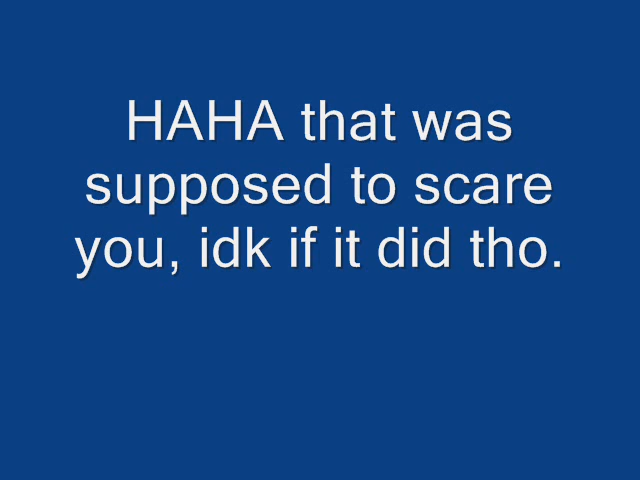 HAHA that was
supposed to scare
you, idk if it did tho.